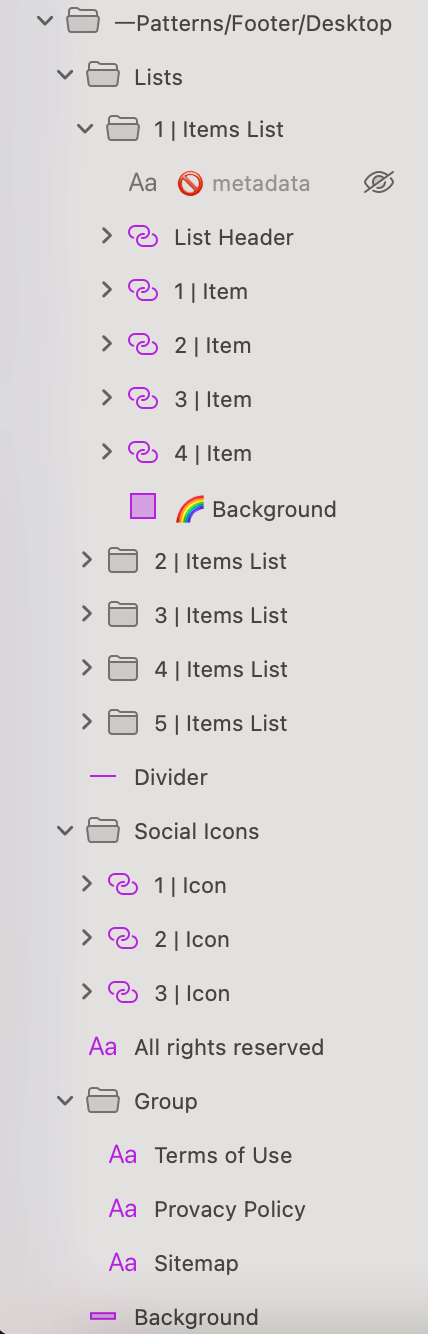 —Patterns/Footer/Desktop
Lists
1 | Items List
Aa 🚫 metadata
List Header
1 | Item
2 | Item
3 | Item
4 | Item
🌈 Background
2 | Items List
3 | Items List
4 | Items List
5 | Items List
Divider
Social Icons
1 | Icon
2 | Icon
3 | Icon
Aa All rights reserved
Group
Aa Terms of Use
Aa Provacy Policy
Aa Sitemap
Background